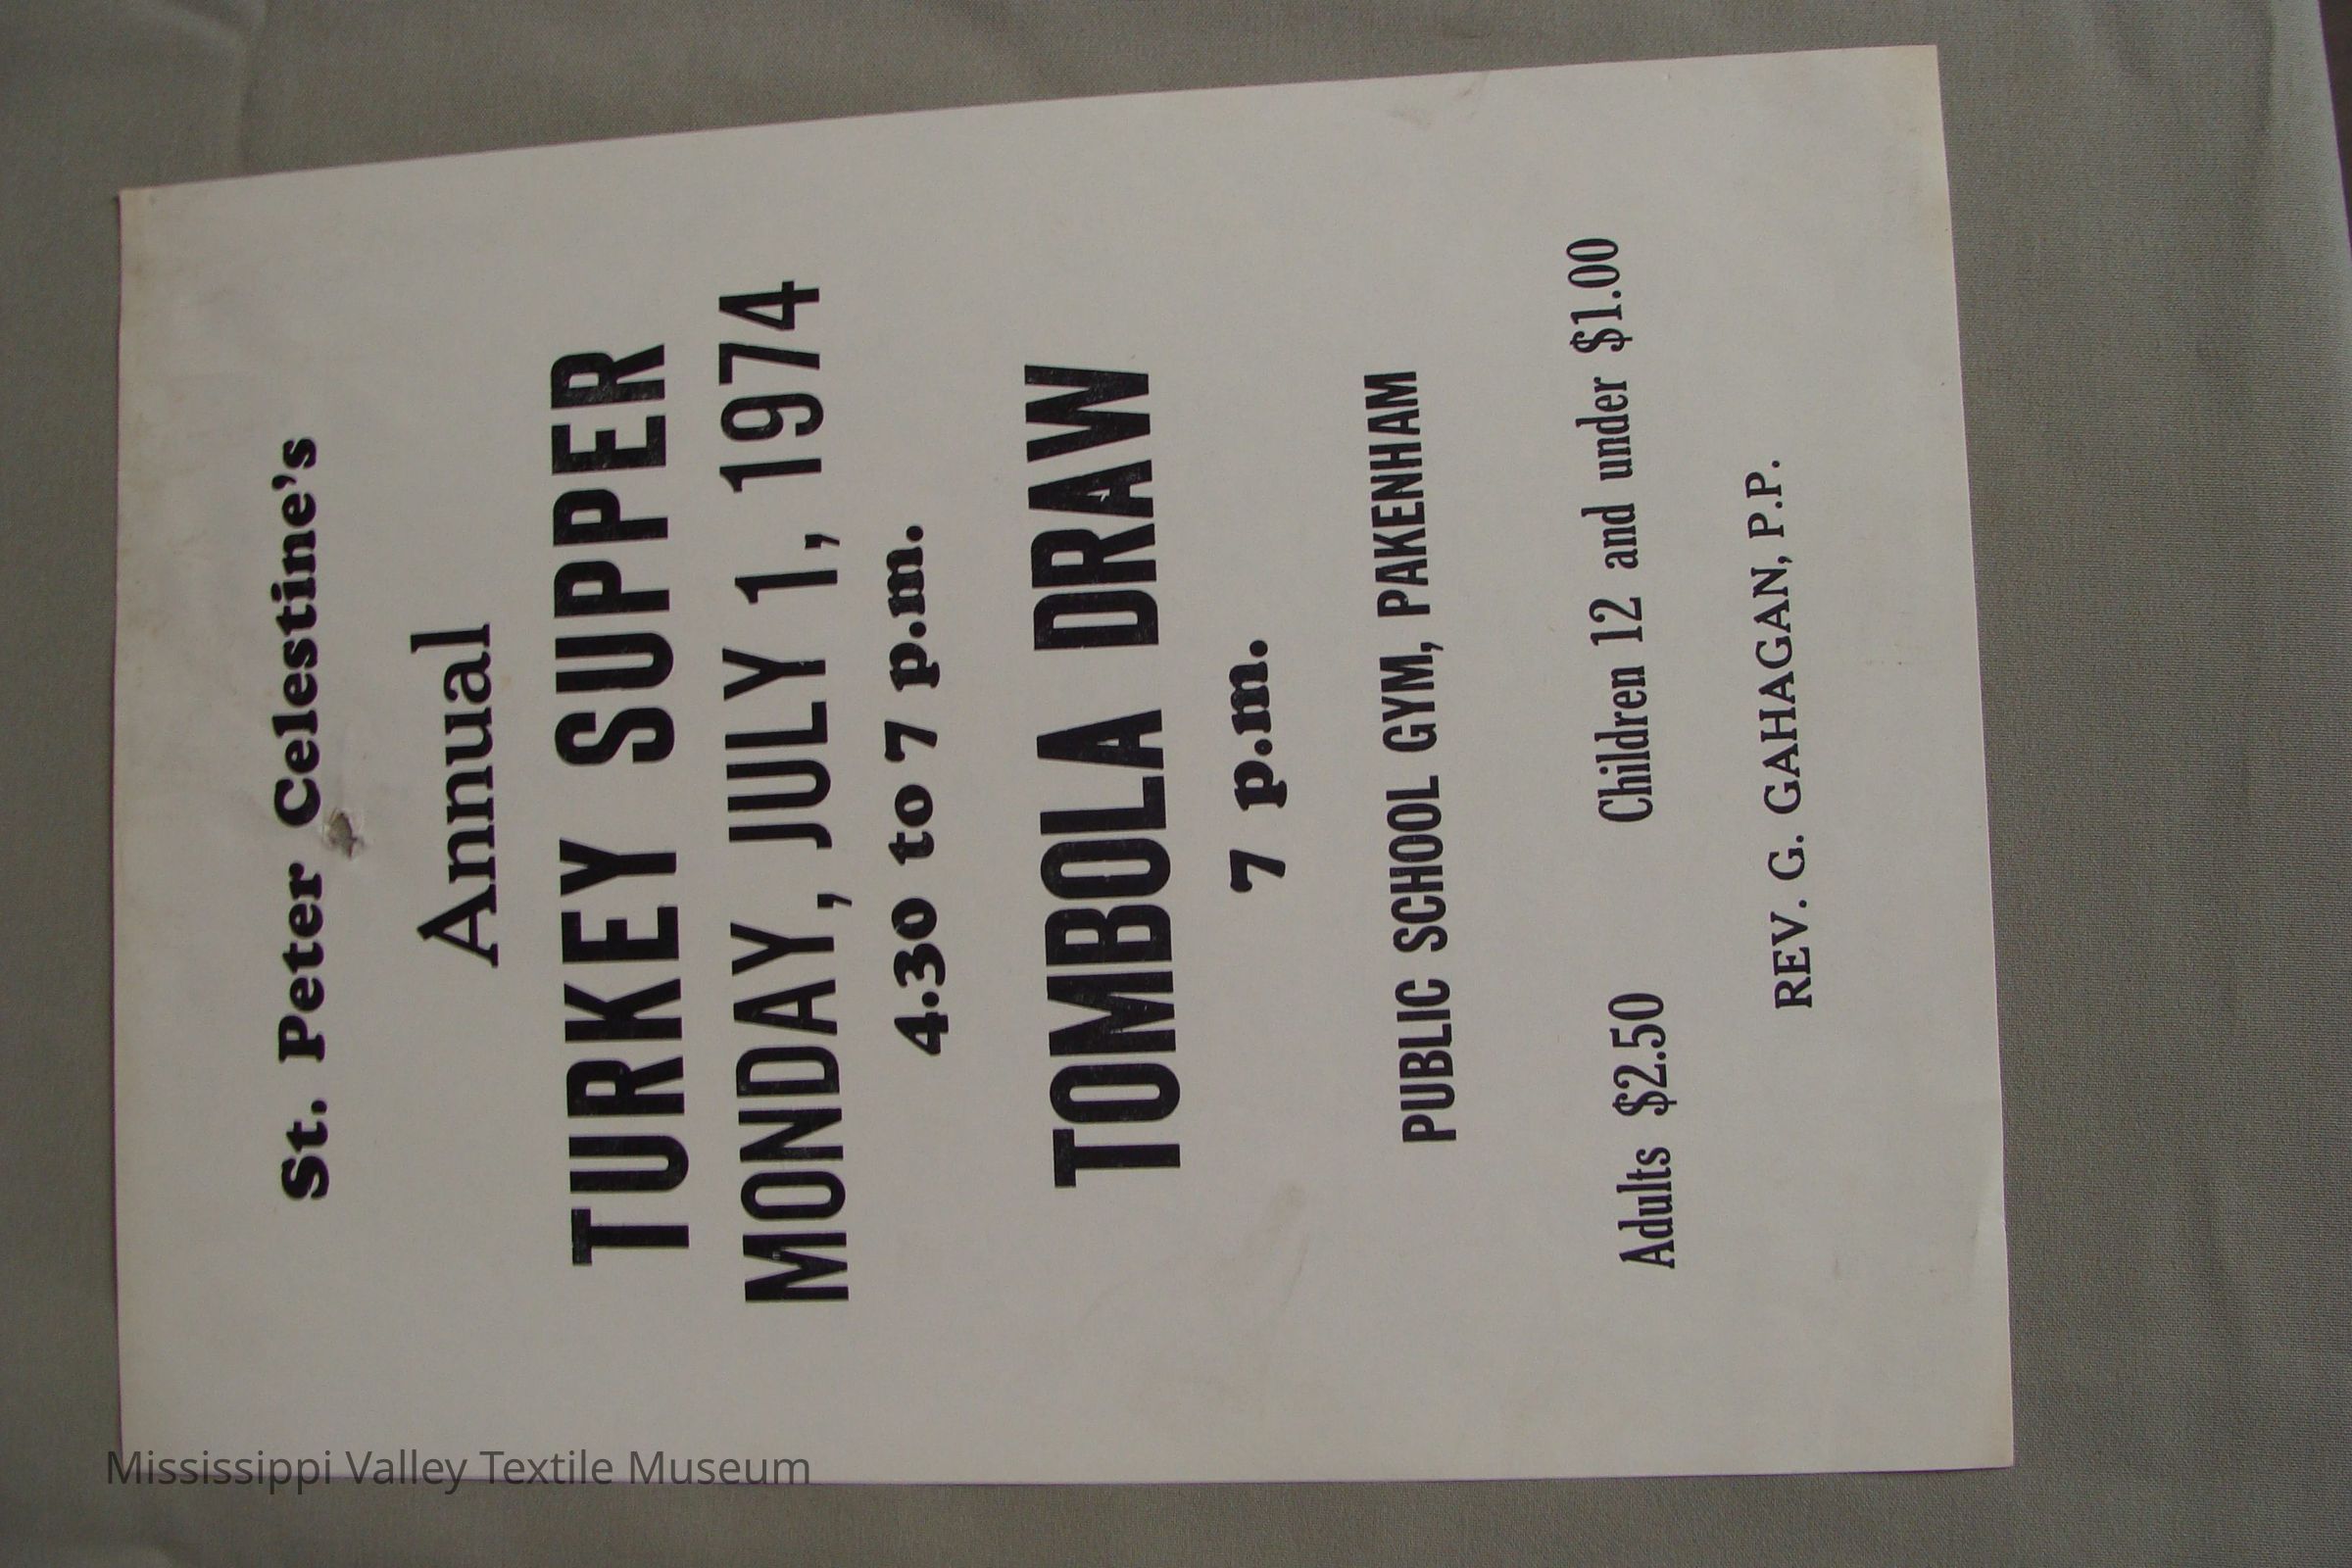 St. Peter Celestine's
Annual
TURKEY SUPPER
MONDAY, JULY 1, 1974
4.30 to 7 p.m.
TOMBOLA DRAW
7 p.m.
PUBLIC SCHOOL GYM, PAKENHAM
Adults $2.50 Children 12 and under $1.00
REV. G. GAHAGAN, P.P.
Mississippi Valley Textile Museum